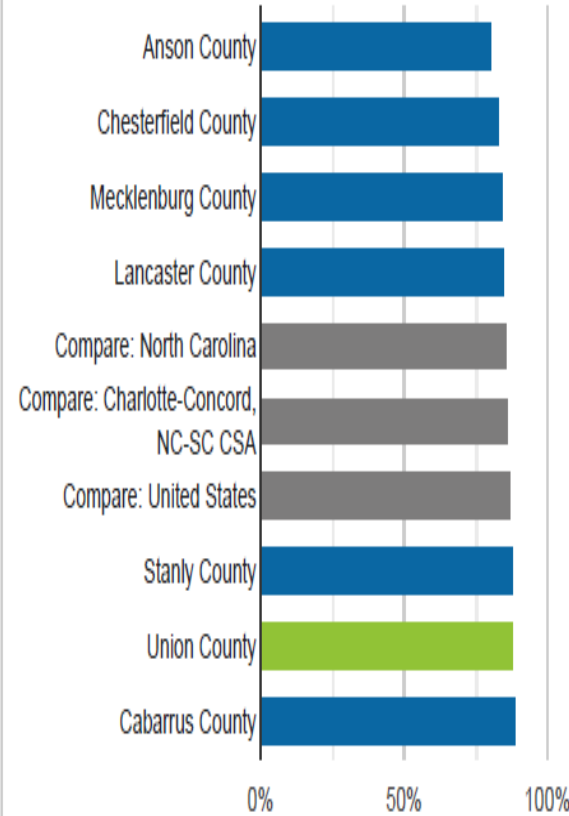 Anson County
Chesterfield County
Mecklenburg County
Lancaster County
Compare: North Carolina
Compare: Charlotte-Concord,
NC-SC CSA
Compare: United States
Stanly County
Union County
Cabarrus County
0% 50% 100%